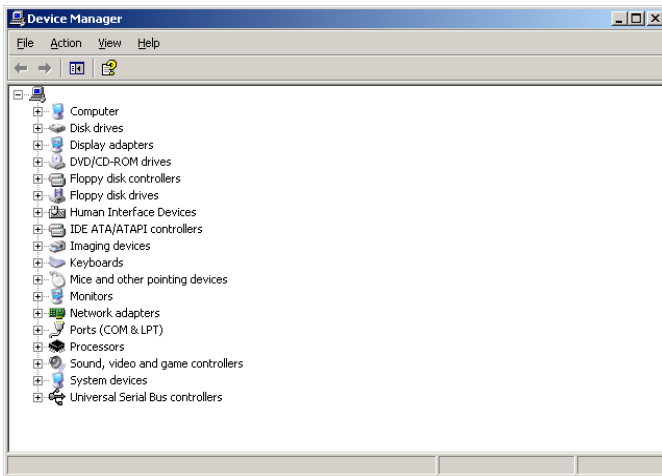 Device Manager
File Action View Help
Computer
Disk drives
Display adapters
DVD/CD-ROM drives
Floppy disk controllers
Floppy disk drives
Human Interface Devices
IDE ATA/ATAPI controllers
Imaging devices
Keyboards
Mice and other pointing devices
Monitors
Network adapters
Ports (COM & LPT)
Processors
Sound, video and game controllers
System devices
Universal Serial Bus controllers